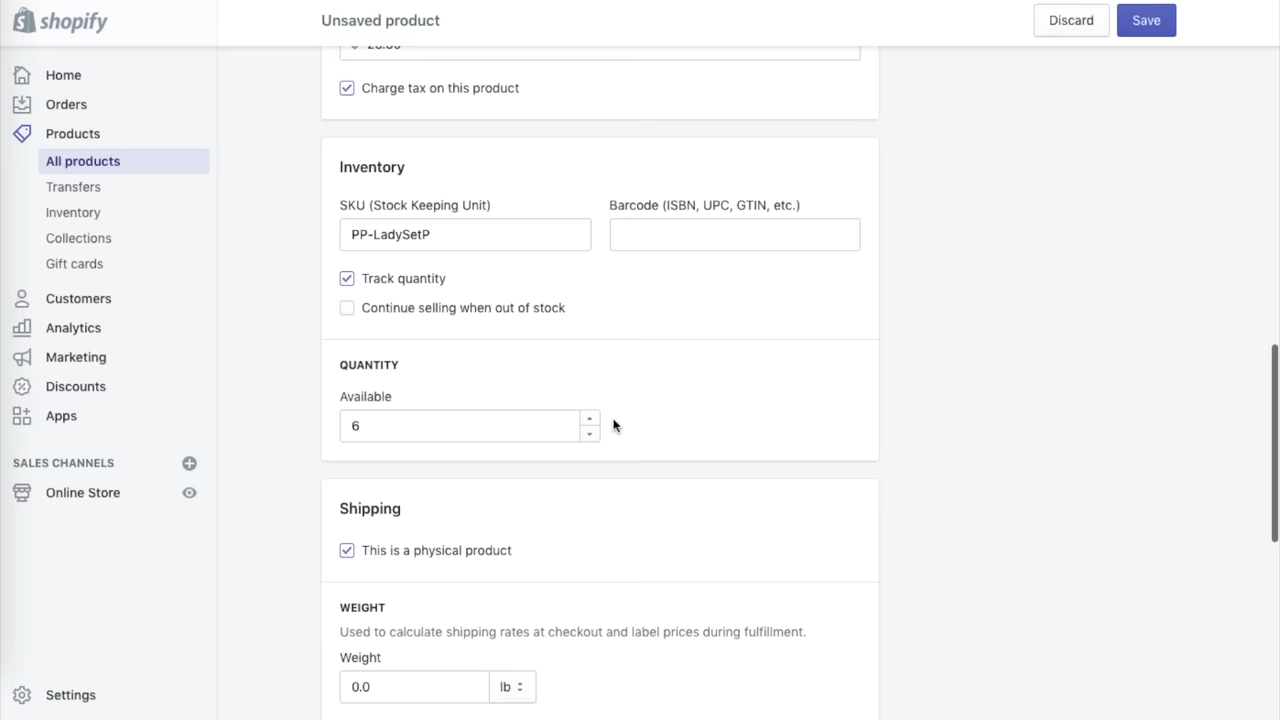 shopify
Unsaved product
Discard
Save
Home
Orders
Products
All products
Transfers
Inventory
Collections
Gift cards
Customers
Analytics
Marketing
Discounts
Apps
SALES CHANNELS
Online Store
Settings
Charge tax on this product
Inventory
SKU (Stock Keeping Unit)
Barcode (ISBN, UPC, GTIN, etc.)
PP-LadySetP
Track quantity
Continue selling when out of stock
QUANTITY
Available
6
Shipping
This is a physical product
WEIGHT
Used to calculate shipping rates at checkout and label prices during fulfillment.
Weight
0.0
lb